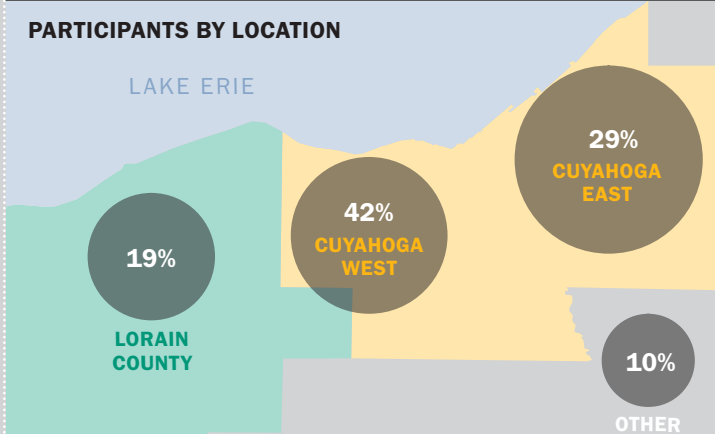 PARTICIPANTS BY LOCATION
LAKE ERIE
29%
CUYAHOGA
EAST
42%
CUYAHOGA
WEST
19%
LORAIN
COUNTY
10%
OTHER